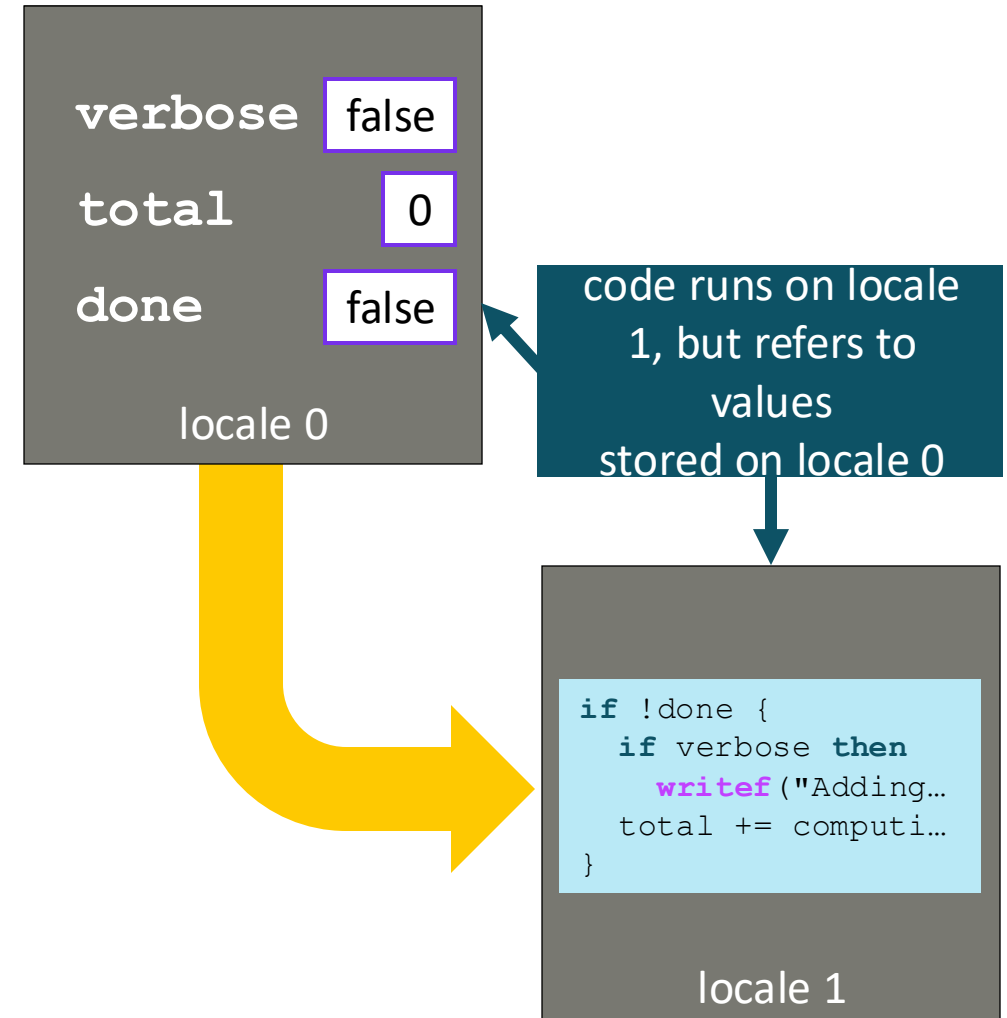 verbose false
total 0
done false
locale 0
code runs on locale
1, but refers to
values
stored on locale 0
if !done {
  if verbose then
    writef("Adding…
  total += computi…
}
locale 1